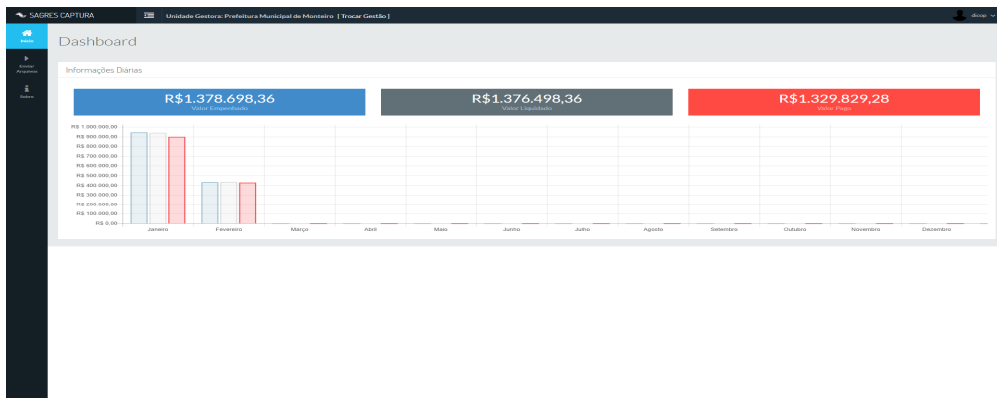 SAGRES CAPTURA
Unidade Gestora: Prefeitura Municipal de Monteiro [ Trocar Gestão ]
dicop
Início
Enviar
Arquivos
Sobre
Dashboard
Informações Diárias
R$1.378.698,36
Valor Empenhado
R$1.376.498,36
Valor Liquidado
R$1.329.829,28
Valor Pago
R$ 1.000.000,00
R$ 900.000,00
R$ 800.000,00
R$ 700.000,00
R$ 600.000,00
R$ 500.000,00
R$ 400.000,00
R$ 300.000,00
R$ 200.000,00
R$ 100.000,00
R$ 0,00
Janeiro Fevereiro Março Abril Maio Junho Julho Agosto Setembro Outubro Novembro Dezembro